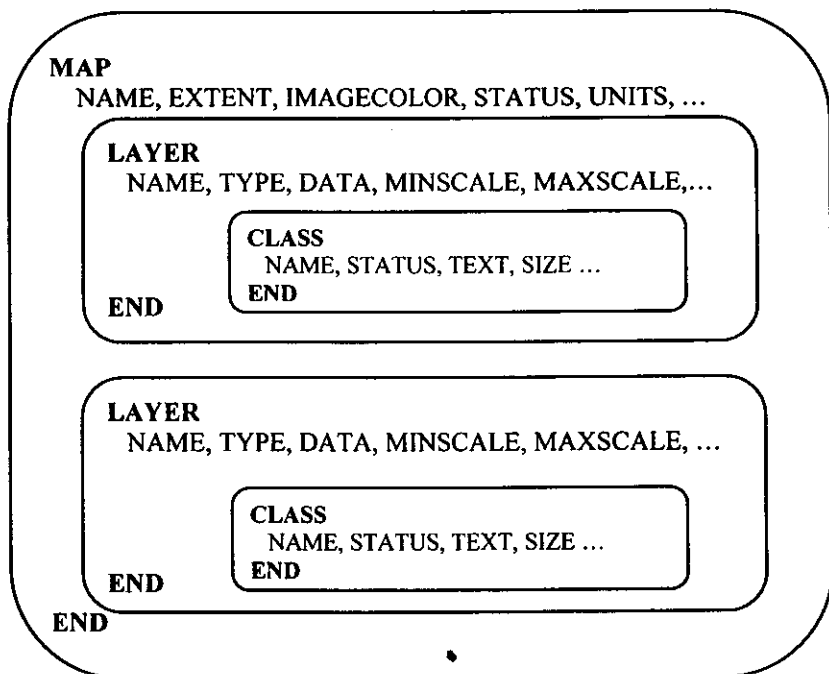 MAP
NAME, EXTENT, IMAGECOLOR, STATUS, UNITS, ...
LAYER
NAME, TYPE, DATA, MINSCALE, MAXSCALE,...
CLASS
NAME, STATUS, TEXT, SIZE ...
END
END
LAYER
NAME, TYPE, DATA, MINSCALE, MAXSCALE, ...
CLASS
NAME, STATUS, TEXT, SIZE ...
END
END
END